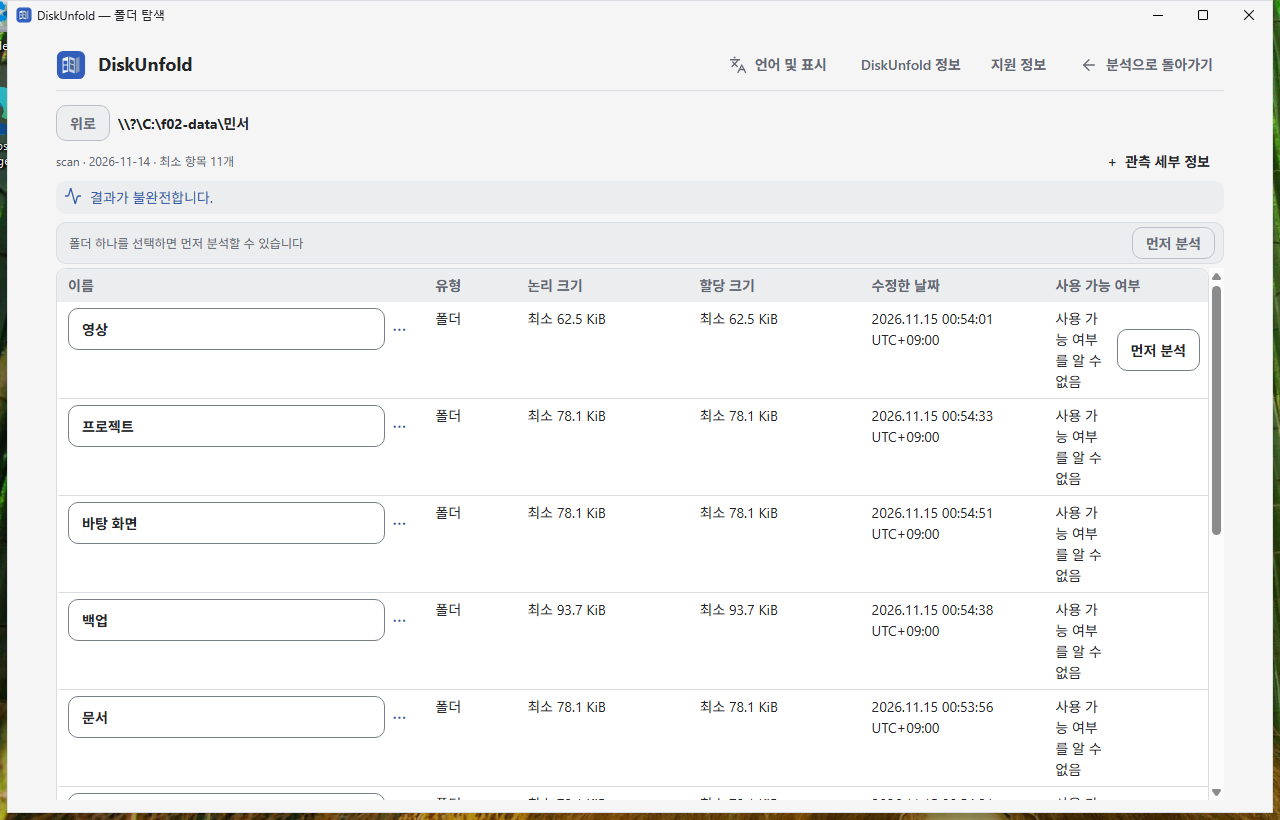 DiskUnfold — 폴더 탐색
DiskUnfold
언어 및 표시
DiskUnfold 정보
지원 정보
← 분석으로 돌아가기
위로
\\?\C:\f02-data\민서
scan · 2026-11-14 · 최소 항목 11개
+ 관측 세부 정보
결과가 불완전합니다.
폴더 하나를 선택하면 먼저 분석할 수 있습니다
먼저 분석
이름 유형 논리 크기 할당 크기 수정한 날짜 사용 가능 여부
영상 ... 폴더 최소 62.5 KiB 최소 62.5 KiB 2026.11.15 00:54:01 사용 가
UTC+09:00 능 여부
를 알 수
없음
먼저 분석
프로젝트 ... 폴더 최소 78.1 KiB 최소 78.1 KiB 2026.11.15 00:54:33 사용 가
UTC+09:00 능 여부
를 알 수
없음
바탕 화면 ... 폴더 최소 78.1 KiB 최소 78.1 KiB 2026.11.15 00:54:51 사용 가
UTC+09:00 능 여부
를 알 수
없음
백업 ... 폴더 최소 93.7 KiB 최소 93.7 KiB 2026.11.15 00:54:38 사용 가
UTC+09:00 능 여부
를 알 수
없음
문서 ... 폴더 최소 78.1 KiB 최소 78.1 KiB 2026.11.15 00:53:56 사용 가
UTC+09:00 능 여부
를 알 수
없음